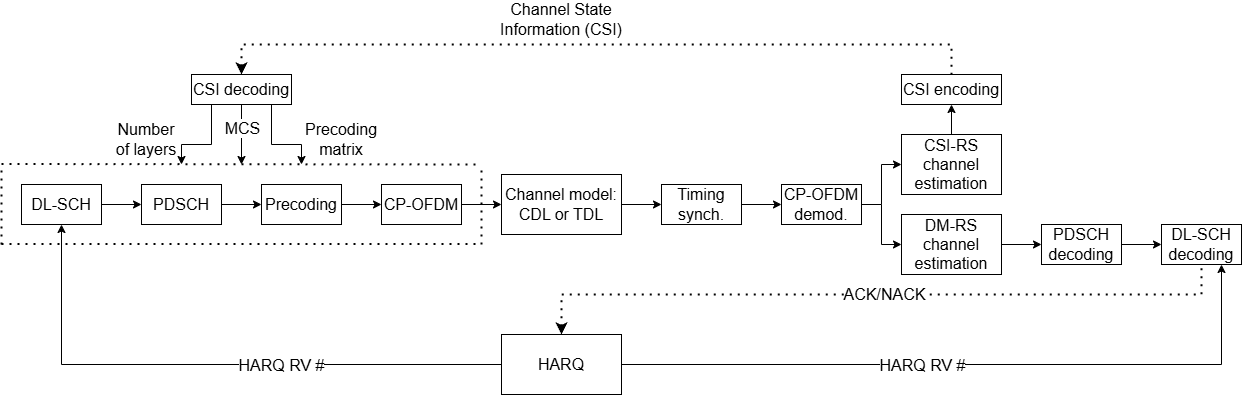 Channel State
Information (CSI)
CSI decoding
CSI encoding
Number
of layers
MCS
Precoding
matrix
CSI-RS
channel
estimation
DL-SCH
PDSCH
Precoding
CP-OFDM
Channel model:
CDL or TDL
Timing
synch.
CP-OFDM
demod.
DM-RS
channel
estimation
PDSCH
decoding
DL-SCH
decoding
ACK/NACK
HARQ RV #
HARQ
HARQ RV #